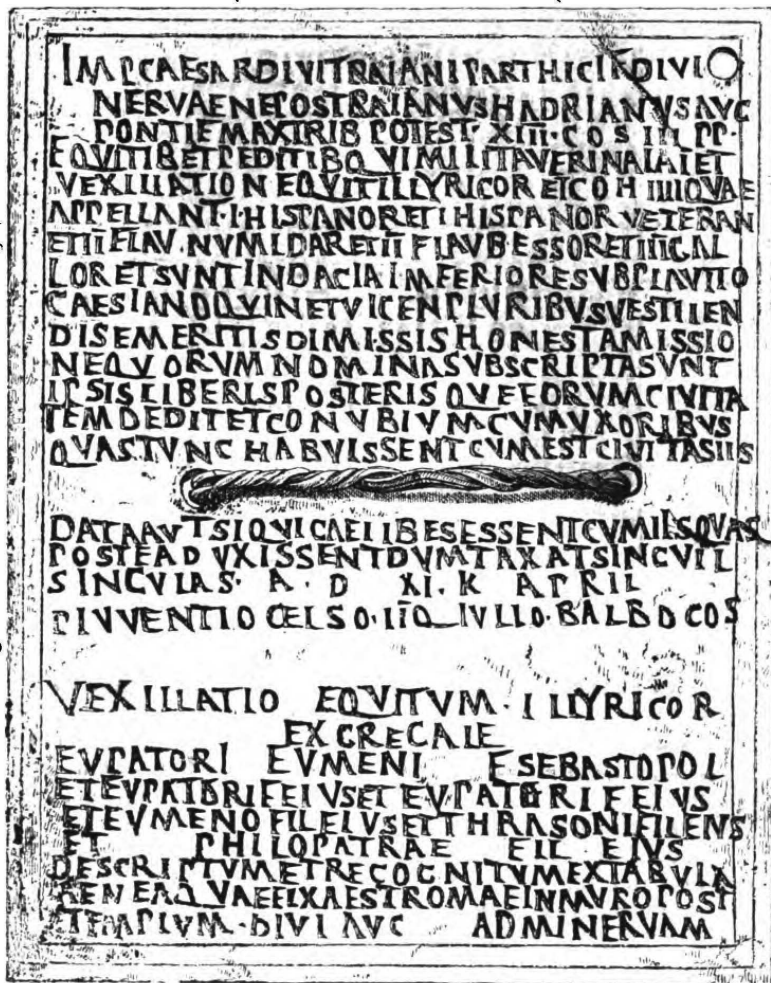 IMP CAESAR DIVI TRAIANI PARTHICI F DIVI
NERVAE NEPOS TRAIANVS HADRIANVS AVG
PONTIF MAX TRIB POTEST · XIII · COS III PP ·
EQVITIB ET PEDITIB QVI MILITAVER IN ALA I ET
VEXILLATION EQVIT ILLYRICOR ET COH IIII QVAE
APPELLANT · I · HISPANOR ET I HISPANOR VETERAN
ET II FLAV · NVMIDAR ET II FLAV BESSOR ET III GAL
LOR ET SVNT IN DACIA IMFERIORE SVB PLAVTIO
CAESIANO QVIN ET VICEN PLVRIBVSVE STIPEN
DIS EMERITIS DIMISSIS HONESTA MISSIO
NE QVORVM NOMINA SVBSCRIPTA SVNT
IPSIS LIBERIS POSTERISQVE EORVM CIVITA
TEM DEDIT ET CONVBIVM CVM VXORIBVS
QVAS TVNC HABVISSENT CVM EST CIVITAS IIS
DATA AVT SI QVI CAELIBES ESSENT CVM IIS QVAS
POSTEA DVXISSENT DVMTAXAT SINGVLI
SINGVLAS · A · D XI · K APRIL
P IVVENTIO CELSO · II Q IVLLO · BALBO COS
VEXILLATIO EQVITVM · ILLYRICOR
EX GREGALE
EVPATORI EVMENI F SEBASTOPOL
ET EVPATORI F EIVS ET EVPATORI F EIVS
ET EVMENO FIL EIVS ET THRASONI FIL EIVS
ET PHILOPATRAE FIL EIVS
DESCRIPTVM ET RECOGNITVM EX TABVLA
AENEA QVAE FIXA EST ROMAE IN MVRO POST
TEMPLVM · DIVI AVG AD MINERVAM